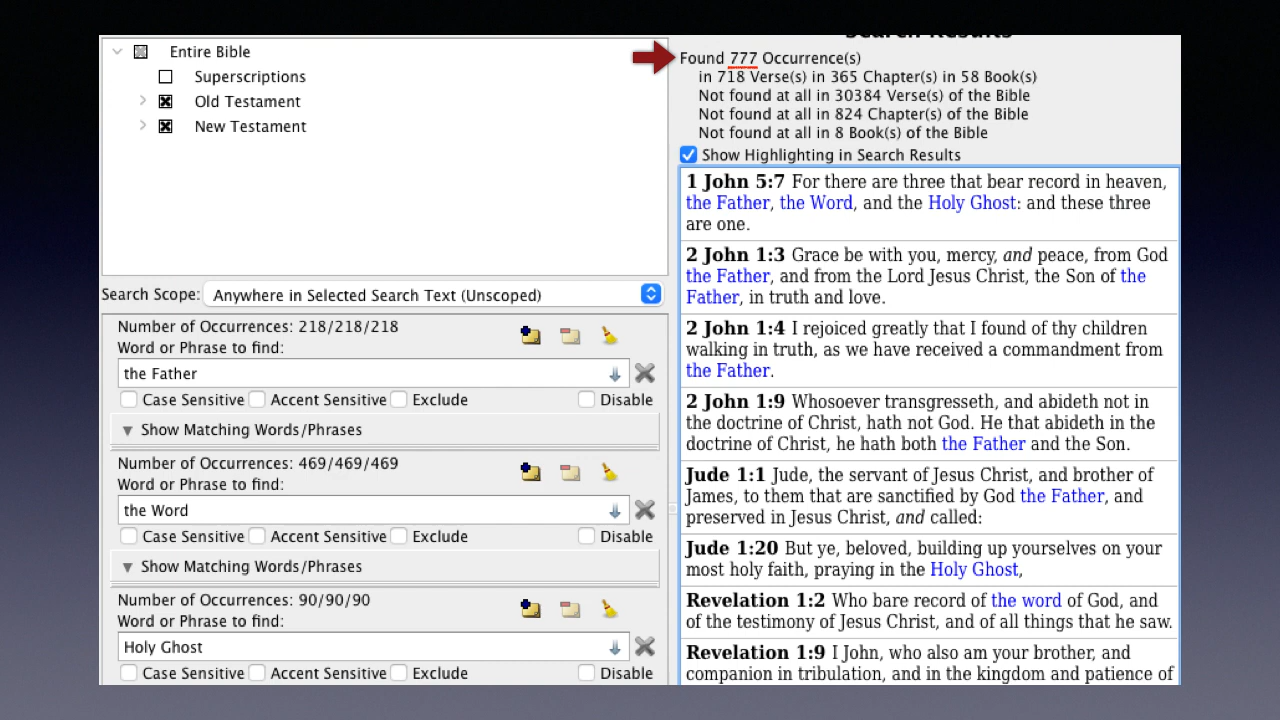 Entire Bible
Superscriptions
Old Testament
New Testament
Search Scope: Anywhere in Selected Search Text (Unscoped)
Number of Occurrences: 218/218/218
Word or Phrase to find:
the Father
Case Sensitive Accent Sensitive Exclude Disable
Show Matching Words/Phrases
Number of Occurrences: 469/469/469
Word or Phrase to find:
the Word
Case Sensitive Accent Sensitive Exclude Disable
Show Matching Words/Phrases
Number of Occurrences: 90/90/90
Word or Phrase to find:
Holy Ghost
Case Sensitive Accent Sensitive Exclude Disable
Search Results
Found 777 Occurrence(s)
in 718 Verse(s) in 365 Chapter(s) in 58 Book(s)
Not found at all in 30384 Verse(s) of the Bible
Not found at all in 824 Chapter(s) of the Bible
Not found at all in 8 Book(s) of the Bible
Show Highlighting in Search Results
1 John 5:7 For there are three that bear record in heaven,
the Father, the Word, and the Holy Ghost: and these three
are one.
2 John 1:3 Grace be with you, mercy, and peace, from God
the Father, and from the Lord Jesus Christ, the Son of the
Father, in truth and love.
2 John 1:4 I rejoiced greatly that I found of thy children
walking in truth, as we have received a commandment from
the Father.
2 John 1:9 Whosoever transgresseth, and abideth not in
the doctrine of Christ, hath not God. He that abideth in the
doctrine of Christ, he hath both the Father and the Son.
Jude 1:1 Jude, the servant of Jesus Christ, and brother of
James, to them that are sanctified by God the Father, and
preserved in Jesus Christ, and called:
Jude 1:20 But ye, beloved, building up yourselves on your
most holy faith, praying in the Holy Ghost,
Revelation 1:2 Who bare record of the word of God, and
of the testimony of Jesus Christ, and of all things that he saw.
Revelation 1:9 I John, who also am your brother, and
companion in tribulation, and in the kingdom and patience of